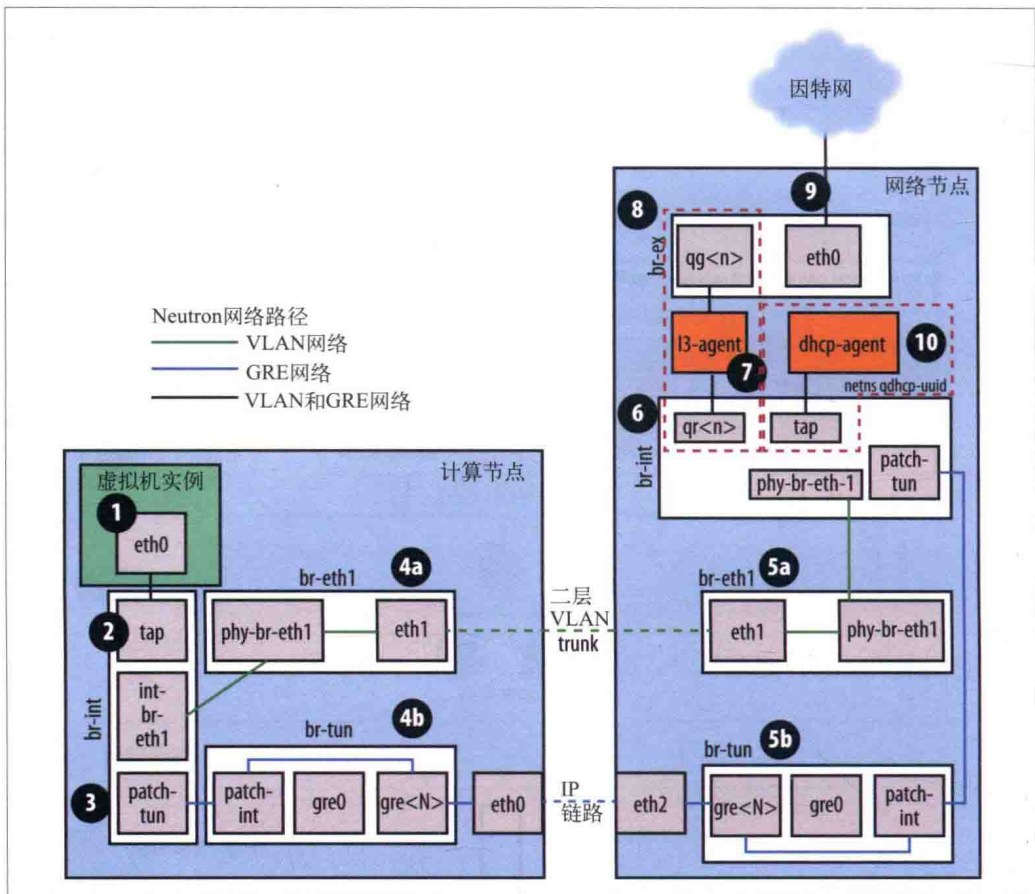 因特网
网络节点
9
8
br-ex
qg<n>
eth0
Neutron网络路径
VLAN网络
GRE网络
VLAN和GRE网络
l3-agent
7
dhcp-agent
10
netns qdhcp-uuid
6
br-int
qr<n>
tap
patch-
tun
phy-br-eth-1
计算节点
虚拟机实例
1
eth0
br-eth1
4a
2
tap
phy-br-eth1
eth1
二层
VLAN
trunk
br-eth1
5a
eth1
phy-br-eth1
br-int
int-
br-
eth1
br-tun
4b
3
patch-
tun
patch-
int
gre0
gre<N>
eth0
IP
链路
eth2
br-tun
5b
gre<N>
gre0
patch-
int